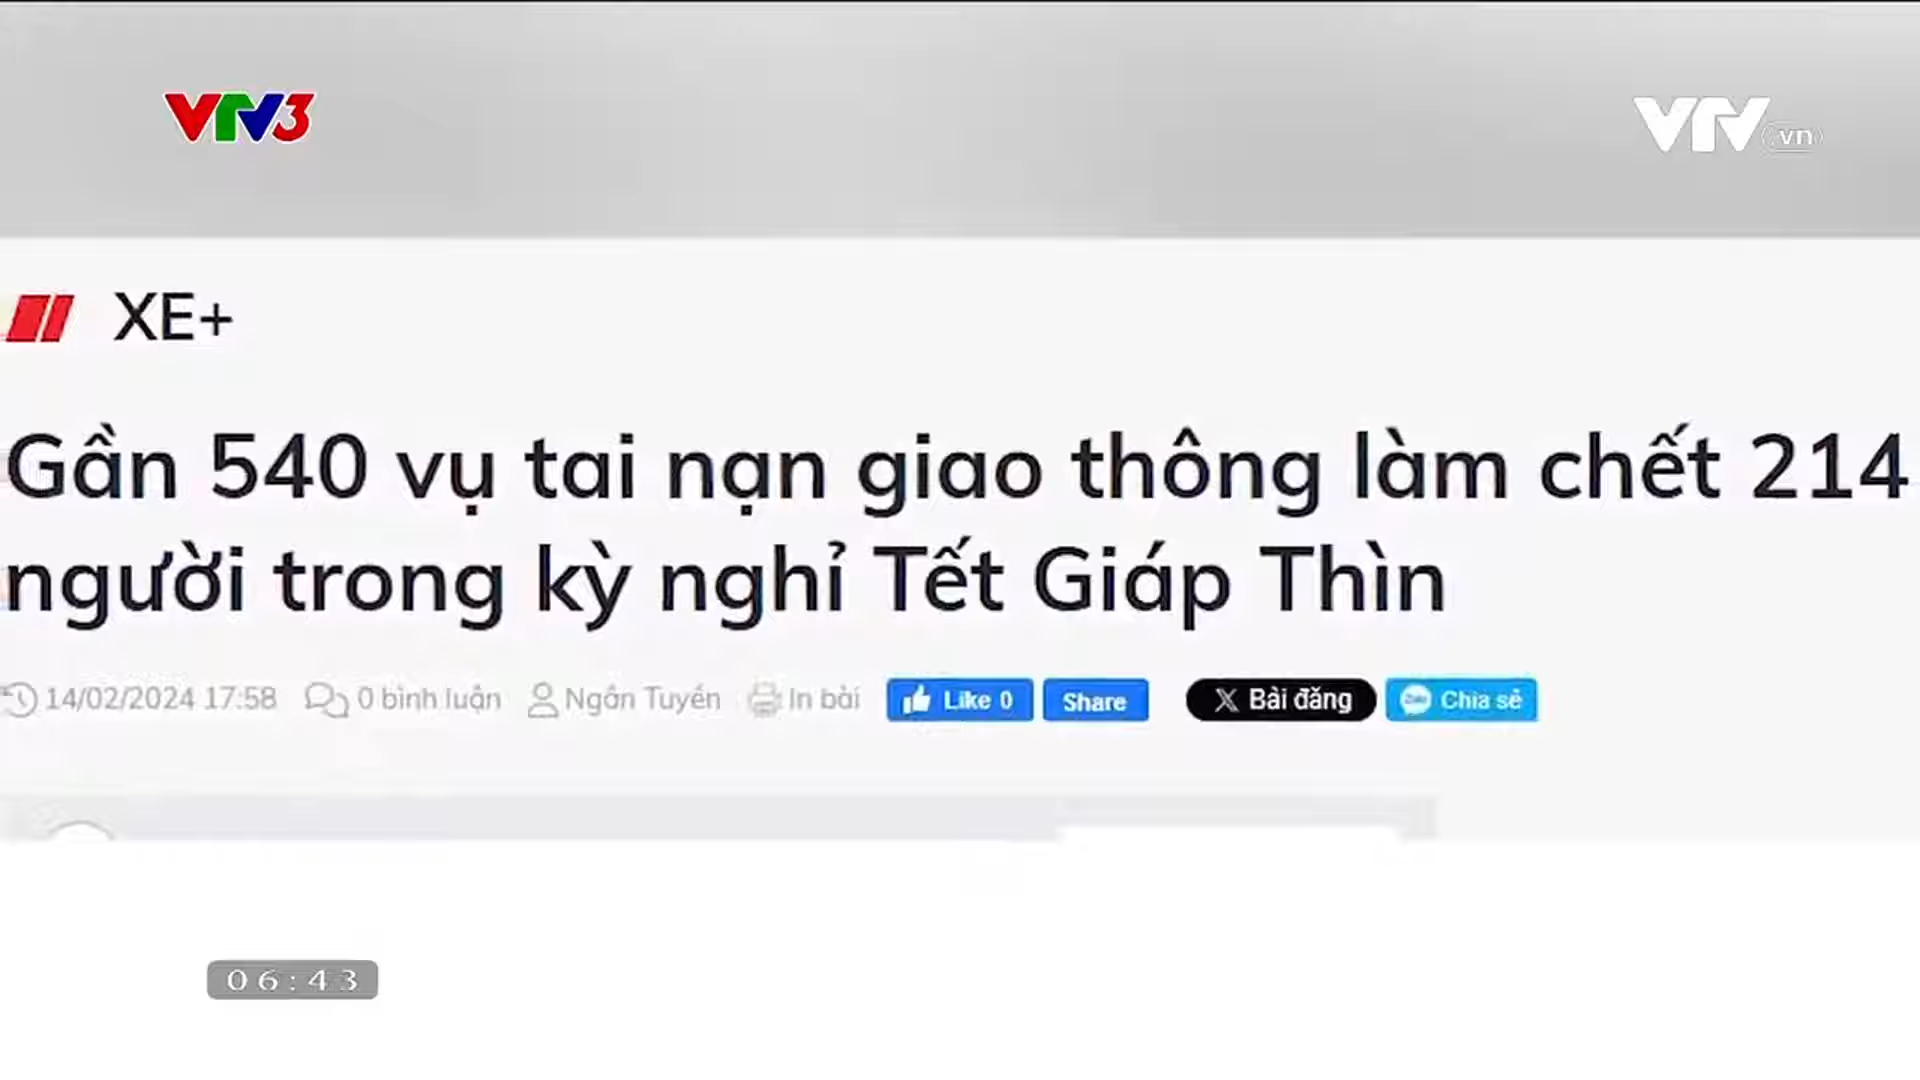 VTV3
VTV.vn
XE+
Gần 540 vụ tai nạn giao thông làm chết 214
người trong kỳ nghỉ Tết Giáp Thìn
14/02/2024 17:58 0 bình luận Ngân Tuyền In bài Like 0 Share X Bài đăng Zalo Chia sẻ
06:43